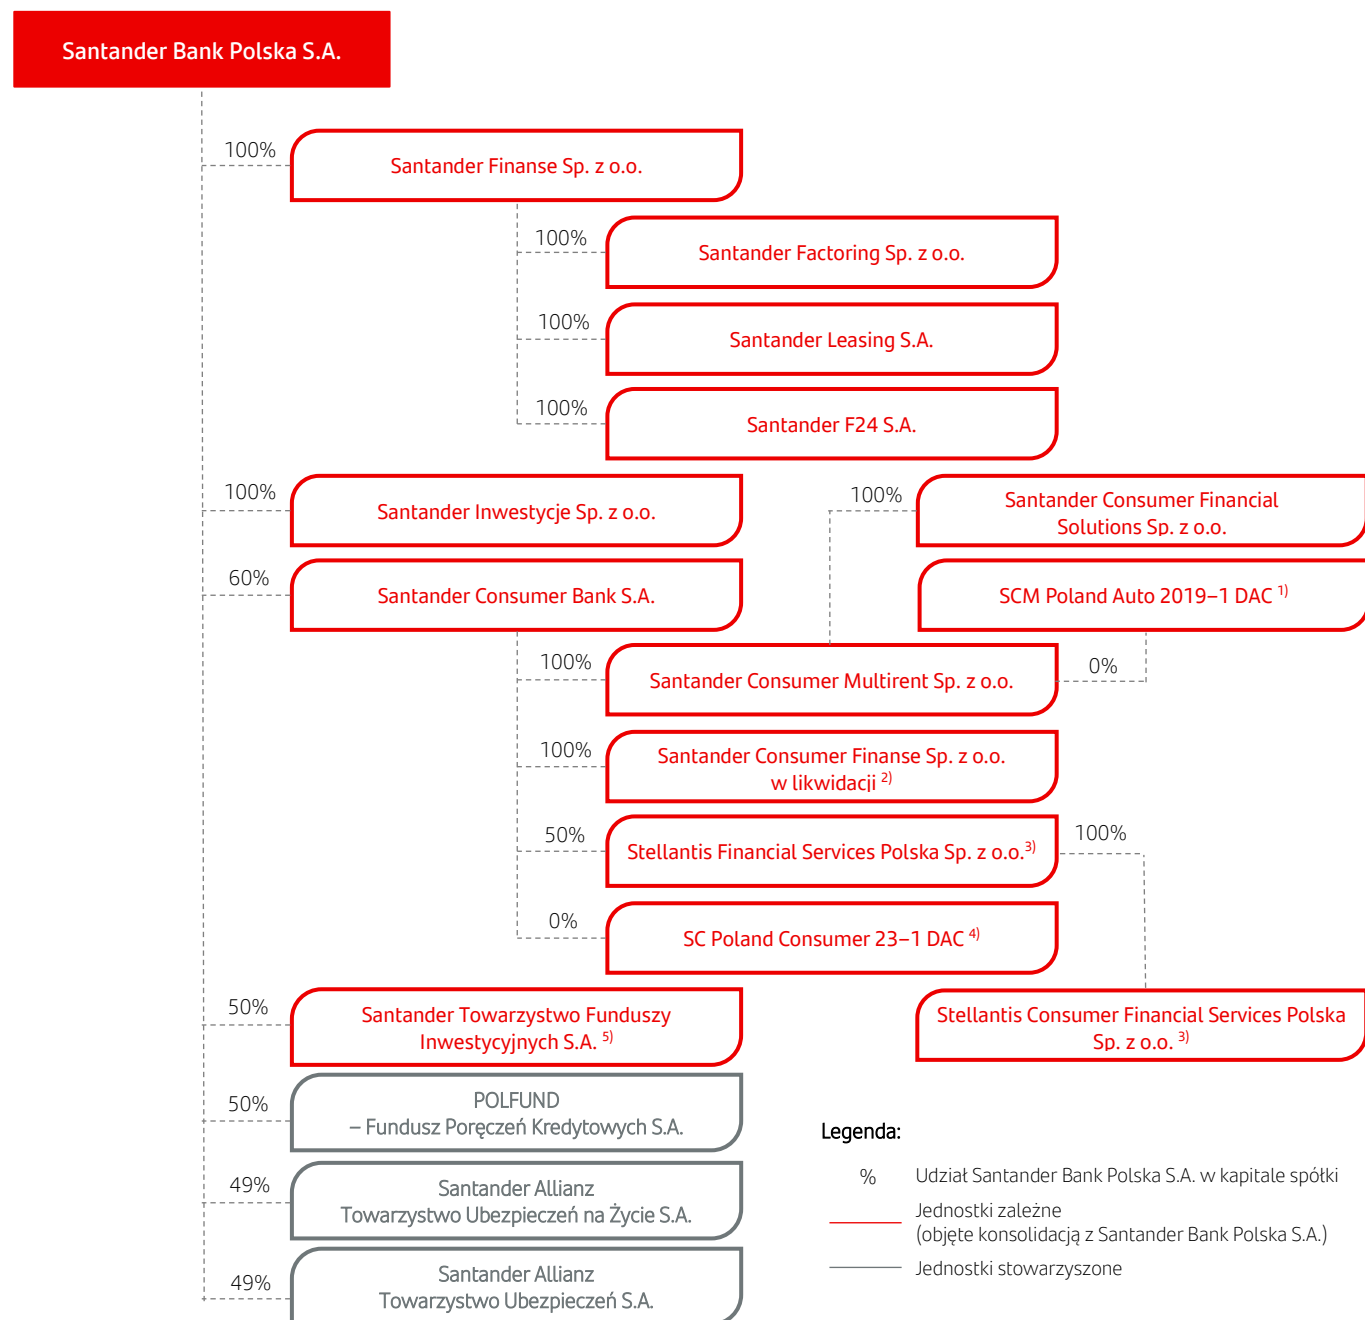 Santander Bank Polska S.A.
100%
Santander Finanse Sp. z o.o.
100%
Santander Factoring Sp. z o.o.
100%
Santander Leasing S.A.
100%
Santander F24 S.A.
100%
Santander Inwestycje Sp. z o.o.
100%
Santander Consumer Financial
Solutions Sp. z o.o.
60%
Santander Consumer Bank S.A.
SCM Poland Auto 2019–1 DAC 1)
100%
Santander Consumer Multirent Sp. z o.o.
0%
100%
Santander Consumer Finanse Sp. z o.o.
w likwidacji 2)
50%
Stellantis Financial Services Polska Sp. z o.o.3)
100%
0%
SC Poland Consumer 23–1 DAC 4)
50%
Santander Towarzystwo Funduszy
Inwestycyjnych S.A. 5)
Stellantis Consumer Financial Services Polska
Sp. z o.o. 3)
50%
POLFUND
– Fundusz Poręczeń Kredytowych S.A.
49%
Santander Allianz
Towarzystwo Ubezpieczeń na Życie S.A.
49%
Santander Allianz
Towarzystwo Ubezpieczeń S.A.
Legenda:
% Udział Santander Bank Polska S.A. w kapitale spółki
Jednostki zależne
(objęte konsolidacją z Santander Bank Polska S.A.)
Jednostki stowarzyszone